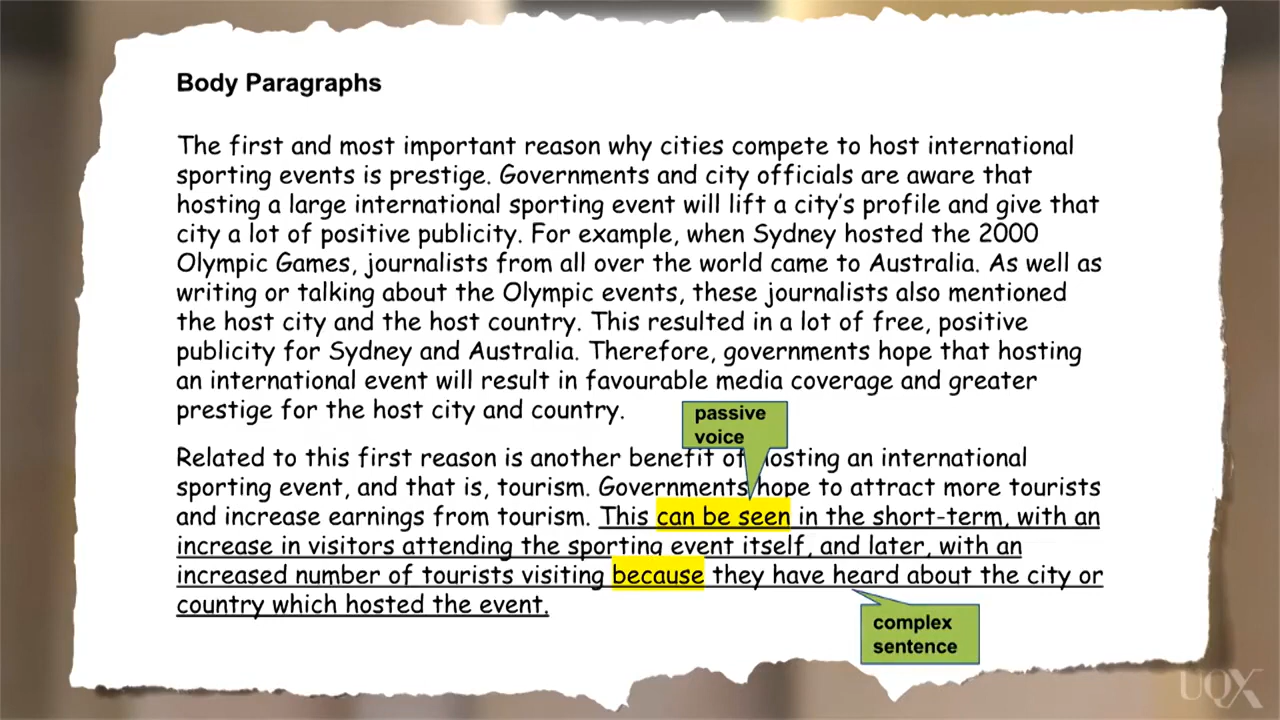 Body Paragraphs
The first and most important reason why cities compete to host international
sporting events is prestige. Governments and city officials are aware that
hosting a large international sporting event will lift a city's profile and give that
city a lot of positive publicity. For example, when Sydney hosted the 2000
Olympic Games, journalists from all over the world came to Australia. As well as
writing or talking about the Olympic events, these journalists also mentioned
the host city and the host country. This resulted in a lot of free, positive
publicity for Sydney and Australia. Therefore, governments hope that hosting
an international event will result in favourable media coverage and greater
prestige for the host city and country.
passive
voice
Related to this first reason is another benefit of hosting an international
sporting event, and that is, tourism. Governments hope to attract more tourists
and increase earnings from tourism. This can be seen in the short-term, with an
increase in visitors attending the sporting event itself, and later, with an
increased number of tourists visiting because they have heard about the city or
country which hosted the event.
complex
sentence
UQX